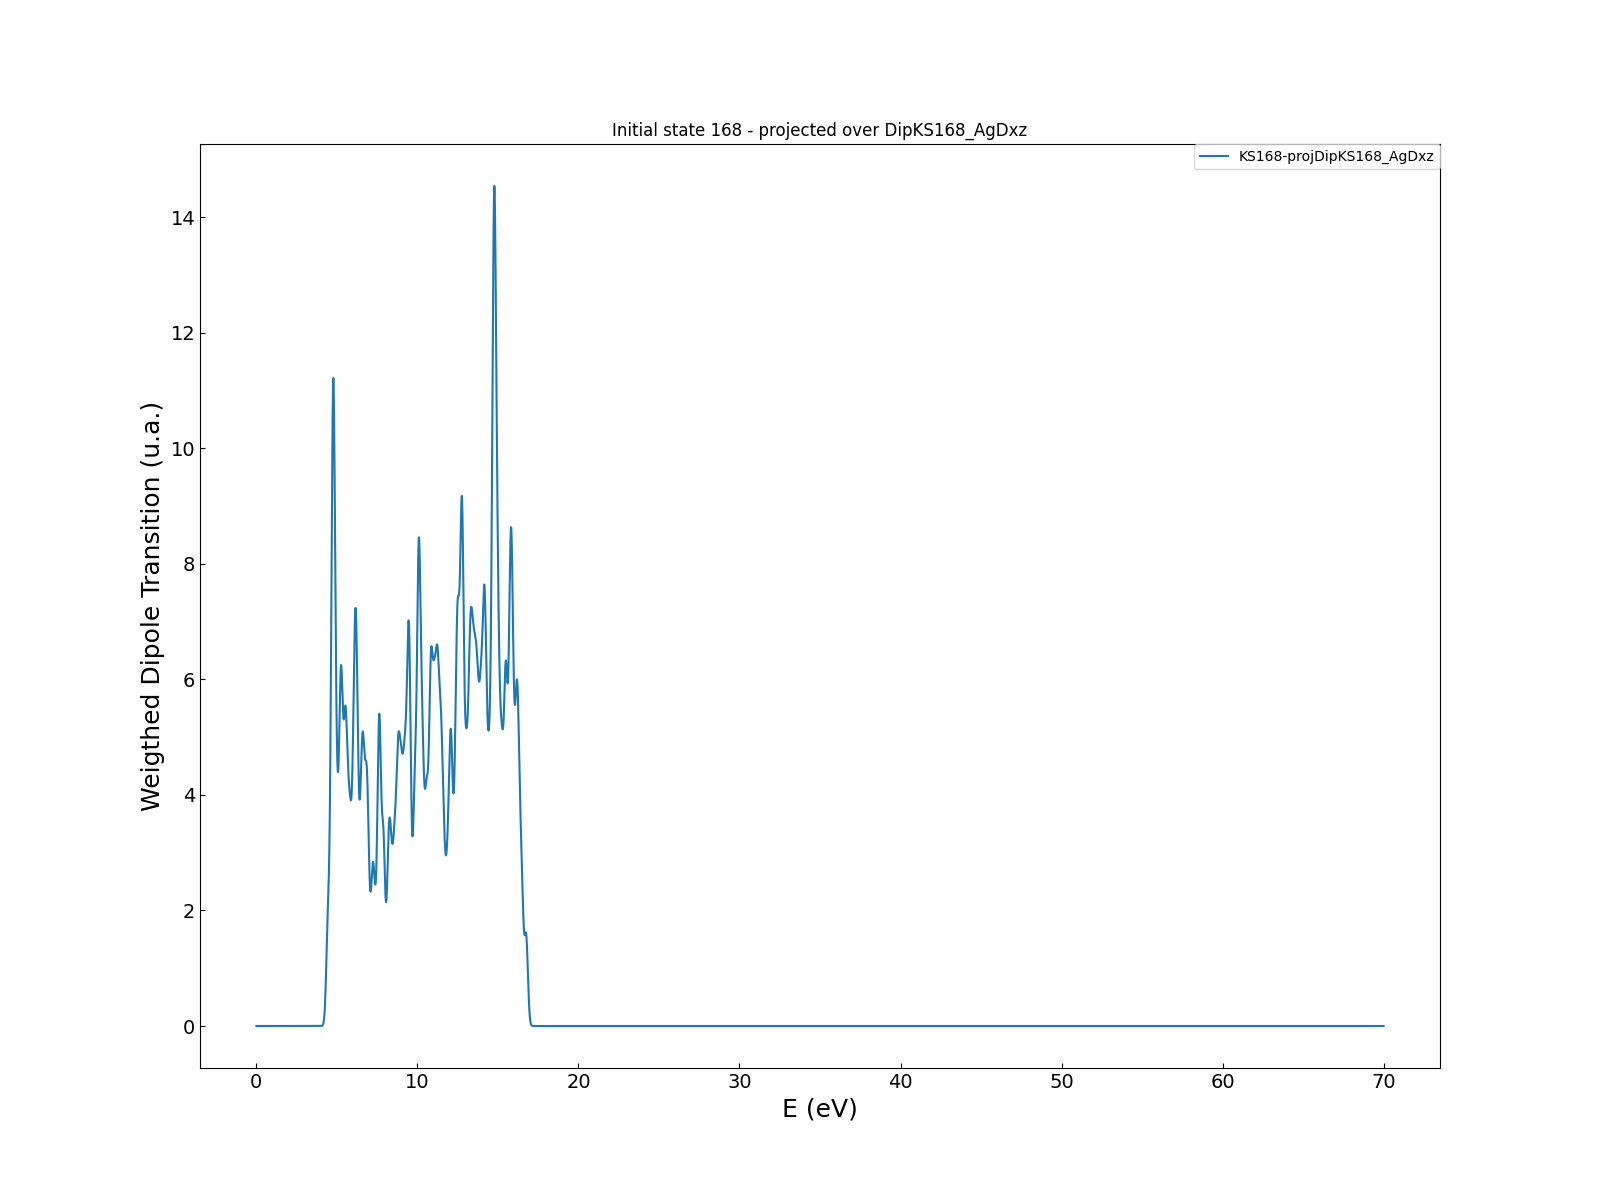 Initial state 168 - projected over DipKS168_AgDxz
KS168-projDipKS168_AgDxz
14
12
10
8
6
4
2
0
Weigthed Dipole Transition (u.a.)
0 10 20 30 40 50 60 70
E (eV)